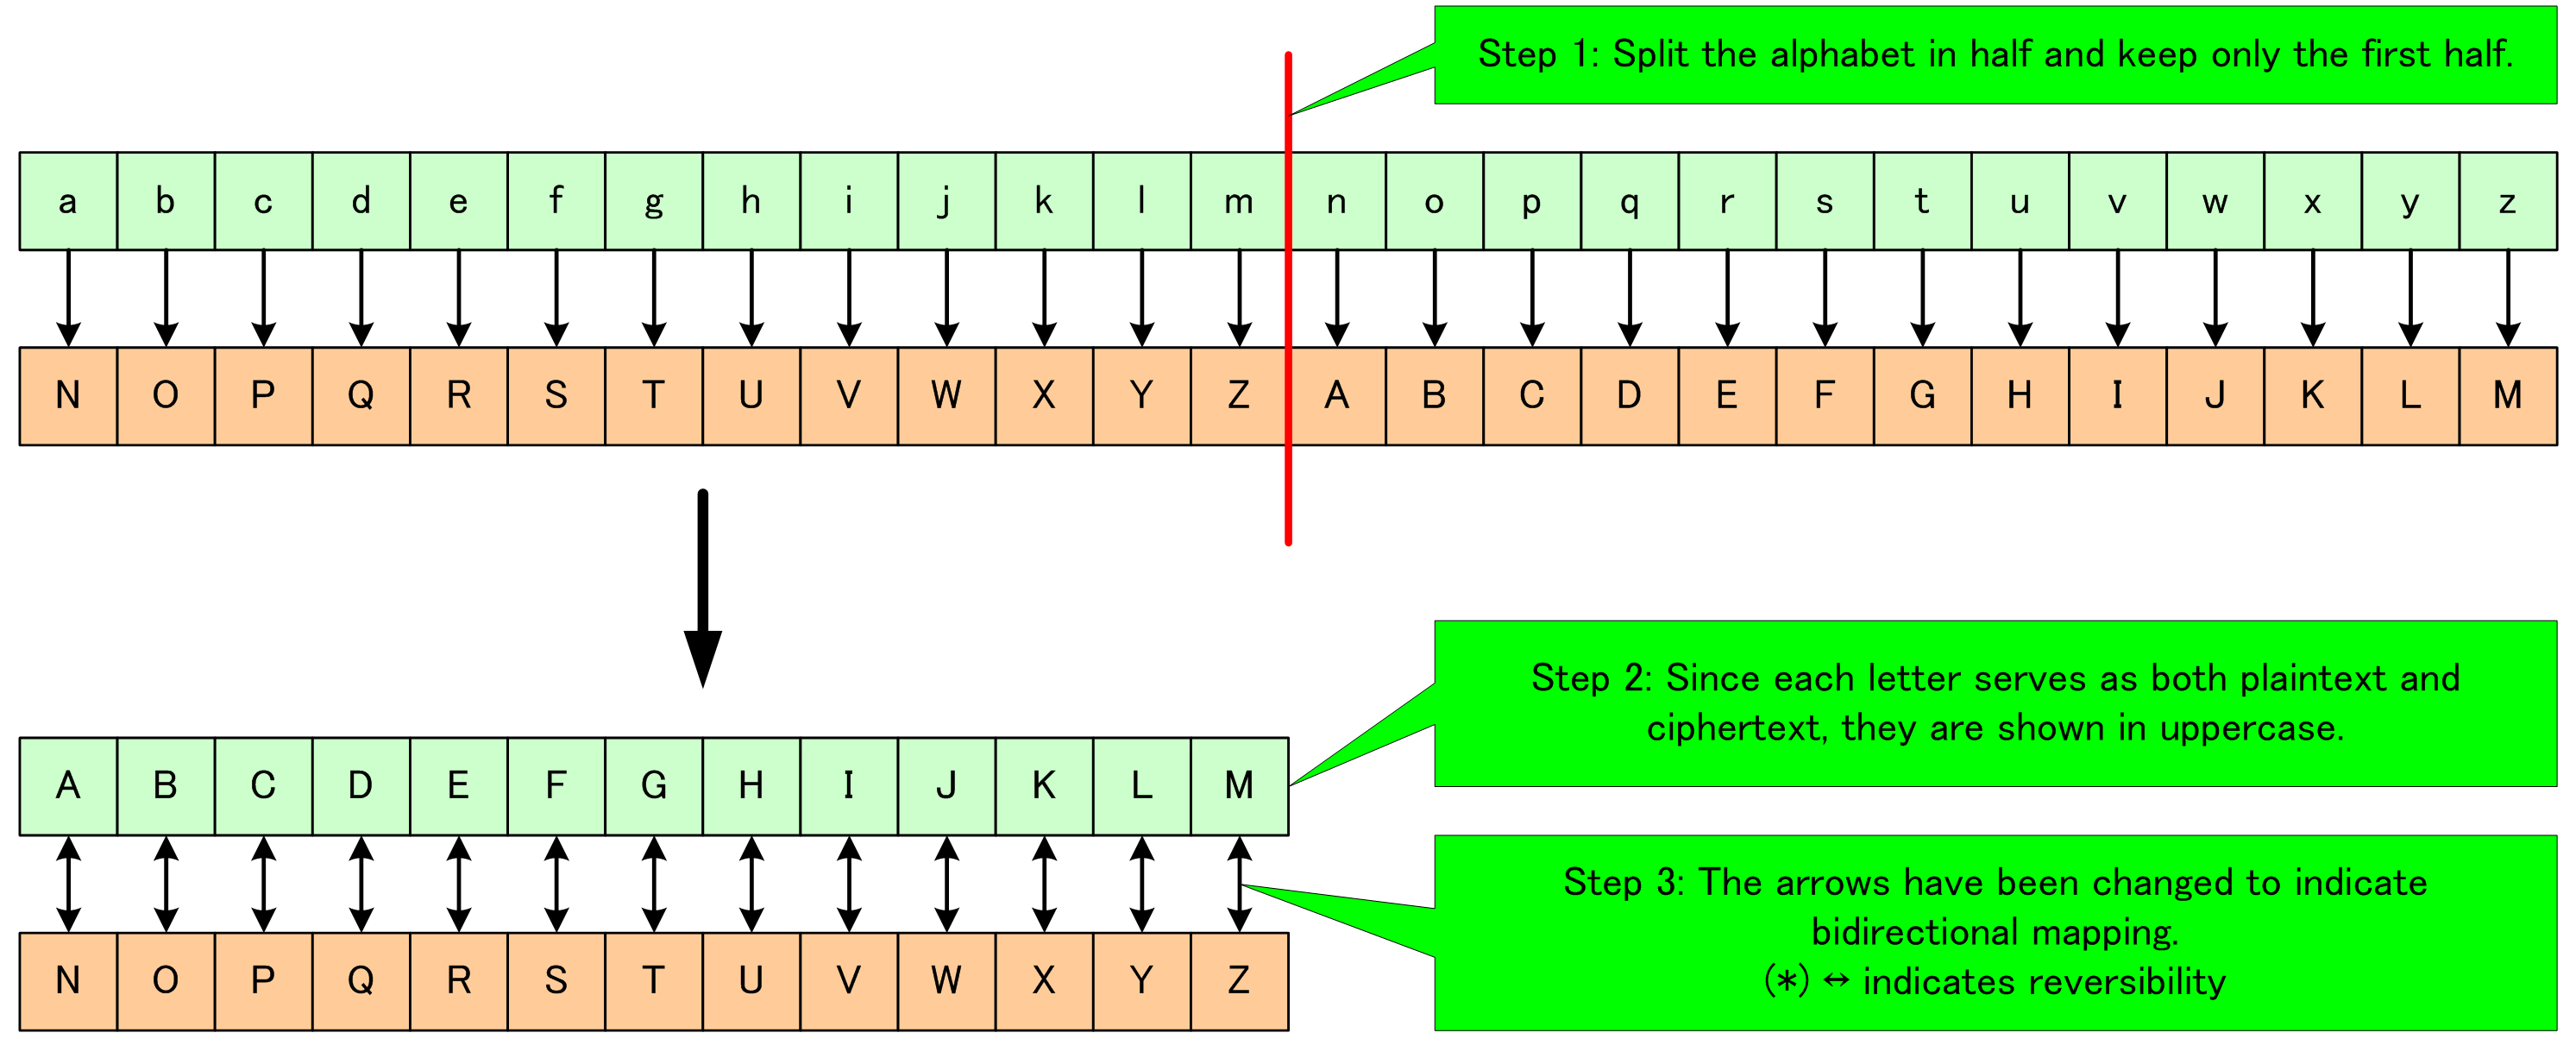 Step 1: Split the alphabet in half and keep only the first half.
a b c d e f g h i j k l m n o p q r s t u v w x y z
N O P Q R S T U V W X Y Z A B C D E F G H I J K L M
Step 2: Since each letter serves as both plaintext and
ciphertext, they are shown in uppercase.
A B C D E F G H I J K L M
N O P Q R S T U V W X Y Z
Step 3: The arrows have been changed to indicate
bidirectional mapping.
(*) ↔ indicates reversibility